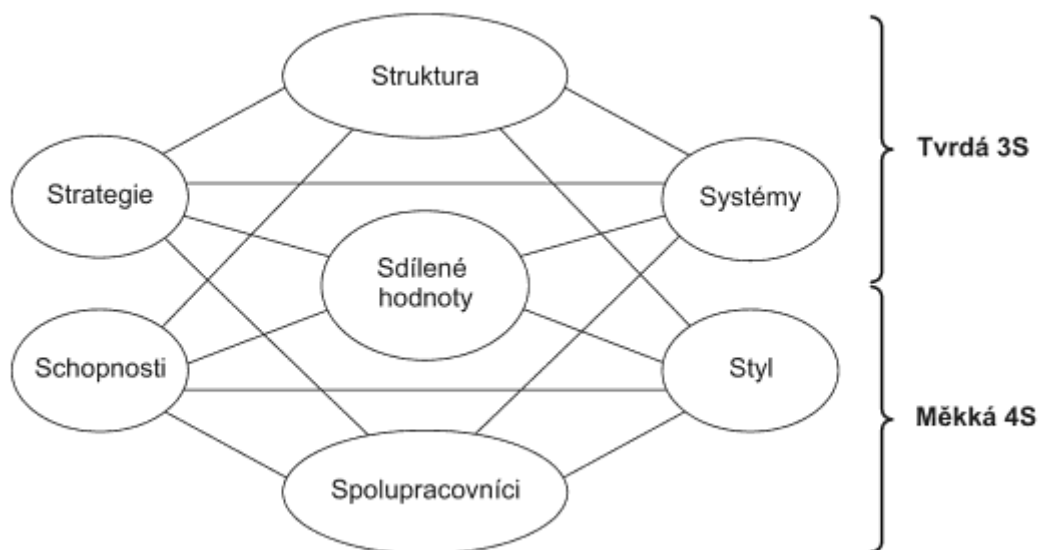 Struktura
Tvrdá 3S
Strategie
Systémy
Sdílené
hodnoty
Schopnosti
Styl
Měkká 4S
Spolupracovníci